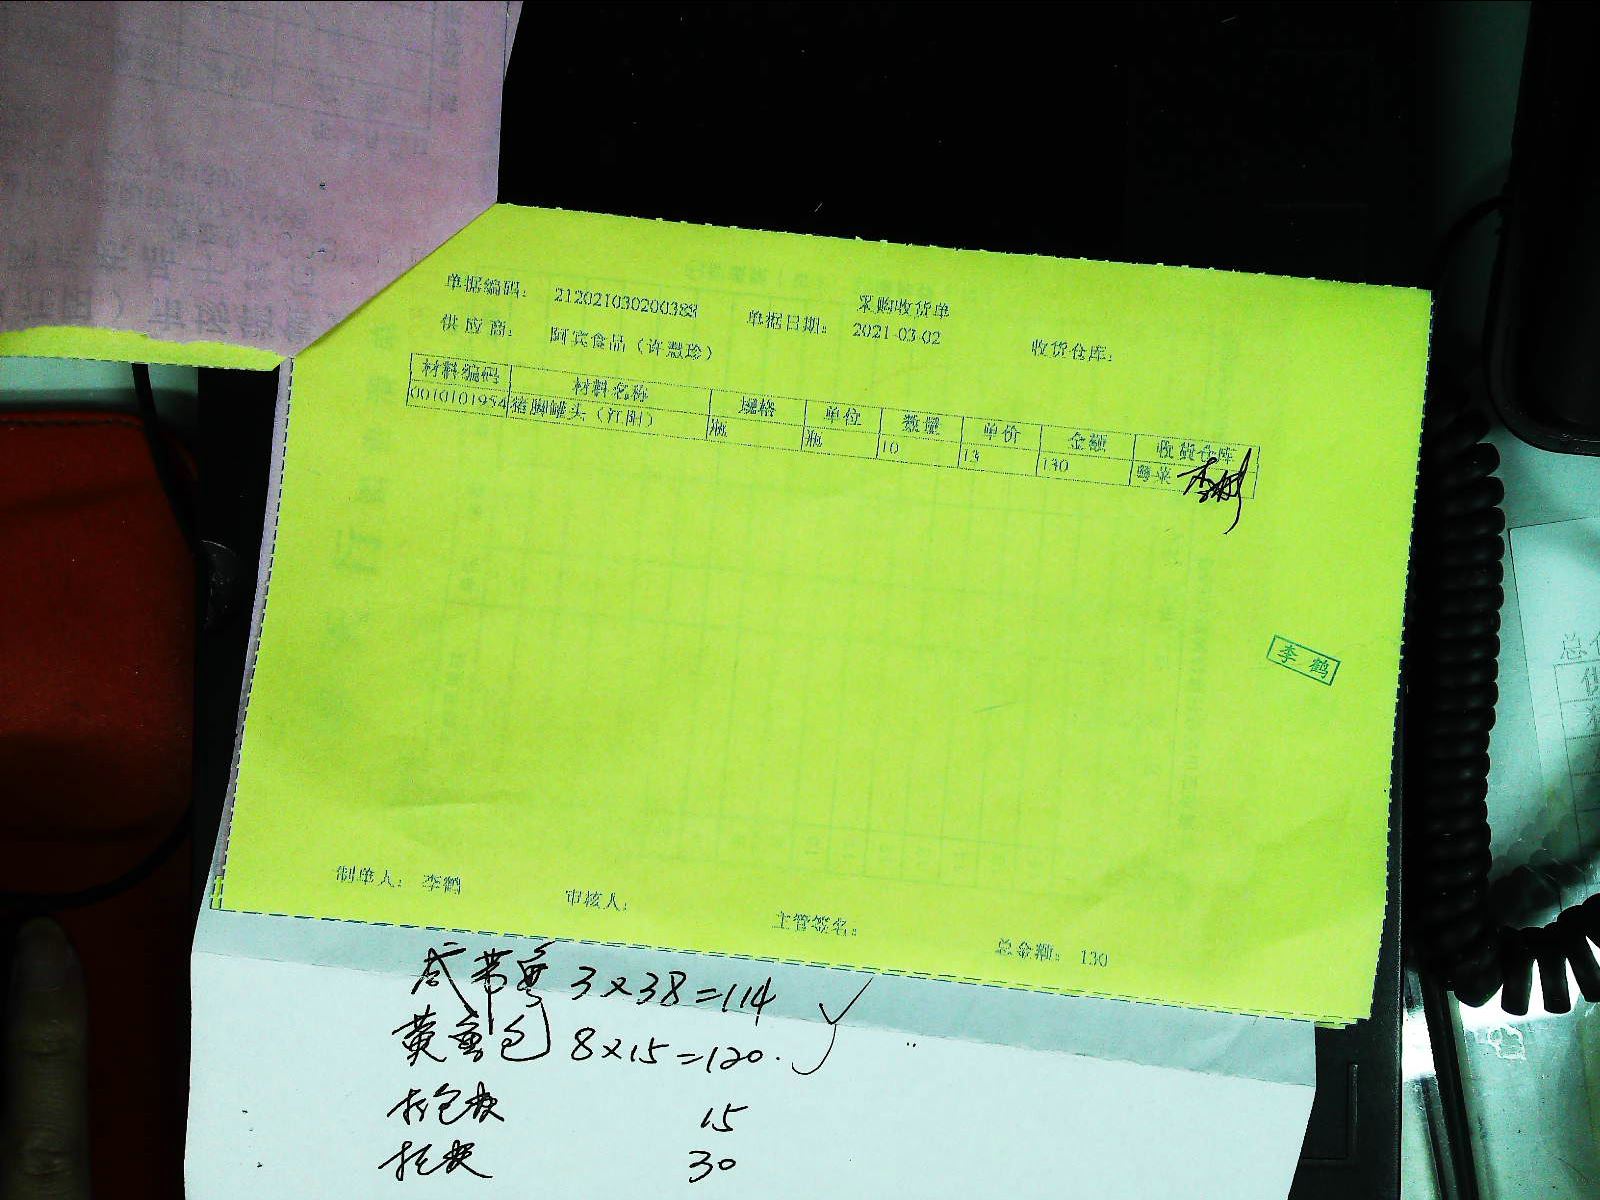 采购收货单
单据编码： 212021030200388 单据日期： 2021-03-02 收货仓库：
供应商： 阿宾食品（许慧珍）
材料编码 材料名称 规格 单位 数量 单价 金额 收货仓库
0010101954 猪脚罐头（江阳） 瓶 瓶 10 13 130 粤菜
李鹤
制单人： 李鹤 审核人： 主管签名： 总金额： 130
3×38=114
黄鱼包 8×15=120.
15
30